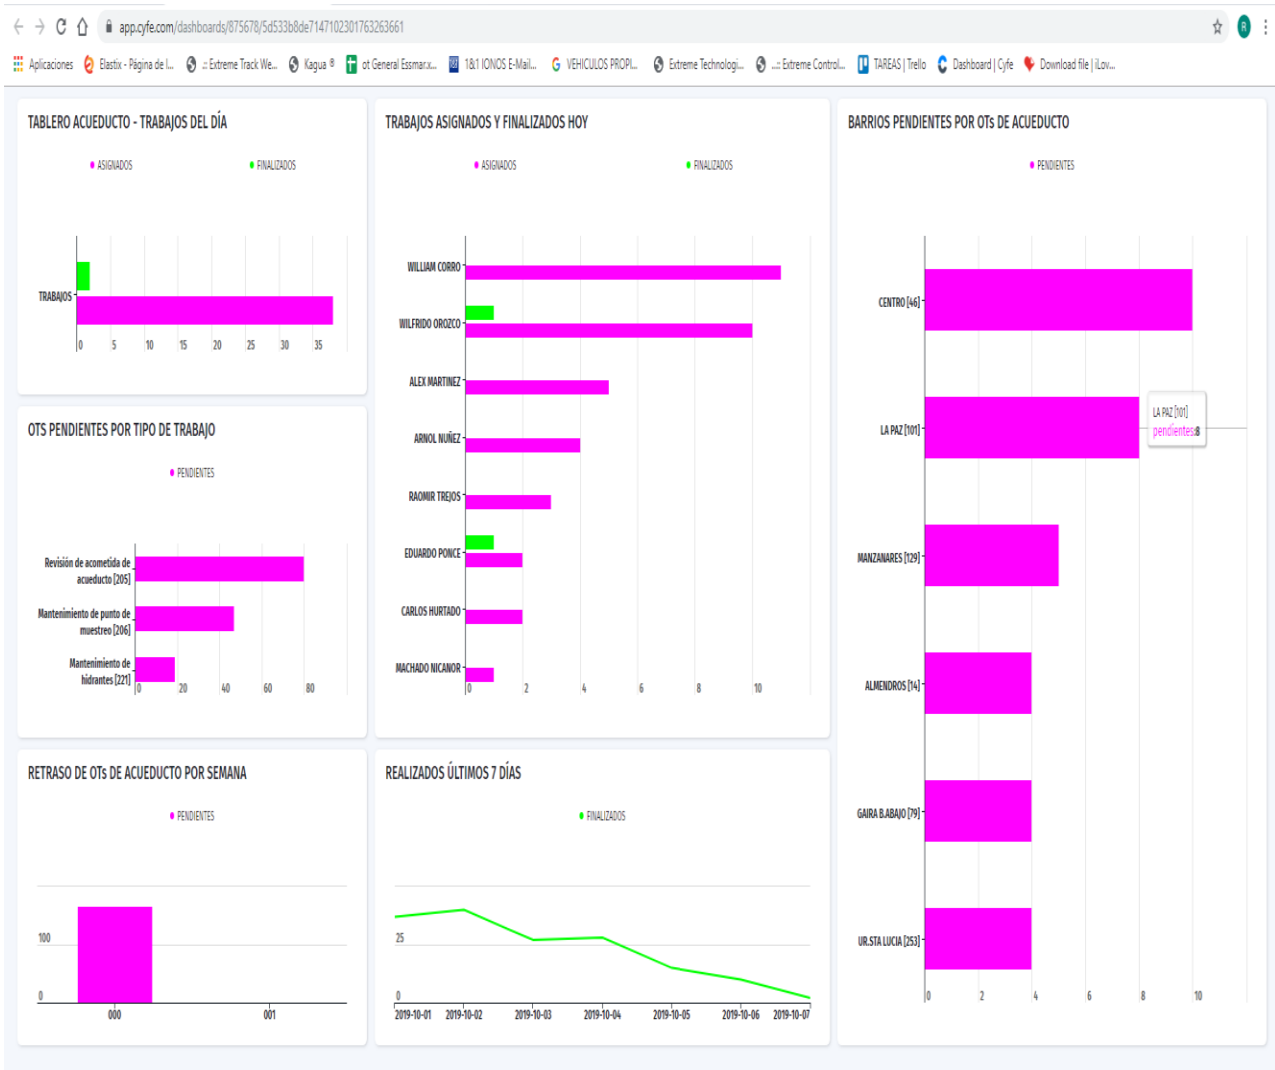 app.cyfe.com/dashboards/875678/5d533b8de7147102301763263661
R
Aplicaciones
Elastix - Página de l...
.:: Extreme Track We...
Kagua ®
ot General Essmar.x...
1&1 IONOS E-Mail...
VEHICULOS PROPI...
Extreme Technologi...
...:: Extreme Control...
TAREAS | Trello
Dashboard | Cyfe
Download file | iLov...
TABLERO ACUEDUCTO - TRABAJOS DEL DÍA
ASIGNADOS
FINALIZADOS
TRABAJOS
0 5 10 15 20 25 30 35
OTS PENDIENTES POR TIPO DE TRABAJO
PENDIENTES
Revisión de acometida de
acueducto [205]
Mantenimiento de punto de
muestreo [206]
Mantenimiento de
hidrantes [221]
0 20 40 60 80
RETRASO DE OTs DE ACUEDUCTO POR SEMANA
PENDIENTES
100
0
000 001
TRABAJOS ASIGNADOS Y FINALIZADOS HOY
ASIGNADOS
FINALIZADOS
WILLIAM CORRO
WILFRIDO OROZCO
ALEX MARTINEZ
ARNOL NUÑEZ
RAOMIR TREJOS
EDUARDO PONCE
CARLOS HURTADO
MACHADO NICANOR
0 2 4 6 8 10
REALIZADOS ÚLTIMOS 7 DÍAS
FINALIZADOS
25
0
2019-10-01 2019-10-02 2019-10-03 2019-10-04 2019-10-05 2019-10-06 2019-10-07
BARRIOS PENDIENTES POR OTs DE ACUEDUCTO
PENDIENTES
CENTRO [46]
LA PAZ [101]
LA PAZ [101]
pendientes:8
MANZANARES [129]
ALMENDROS [14]
GAIRA B.ABAJO [79]
UR.STA LUCIA [253]
0 2 4 6 8 10